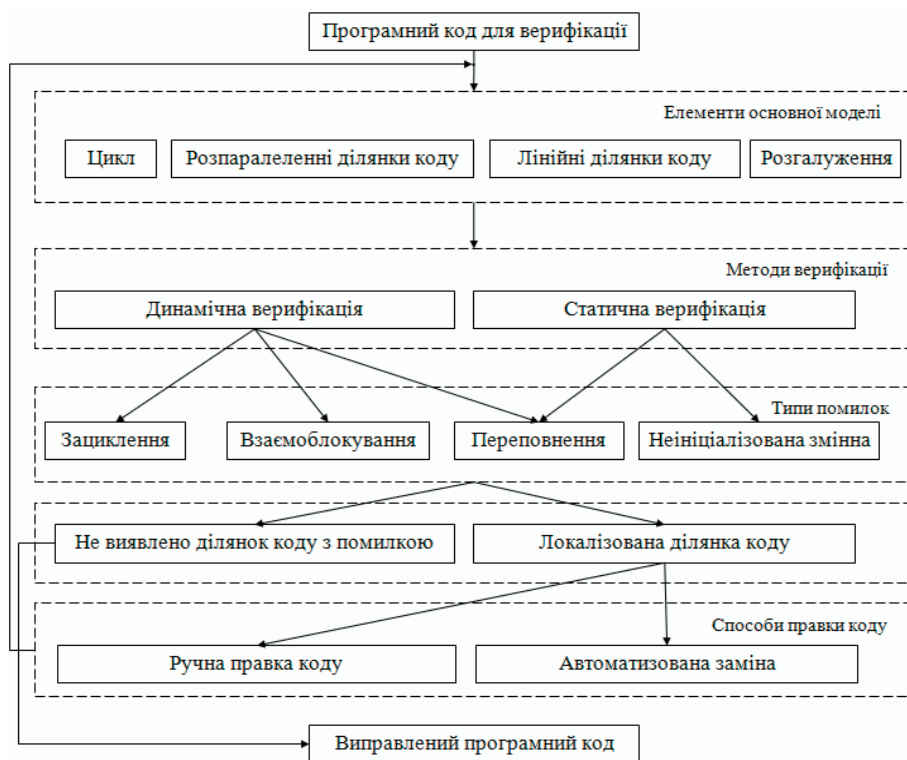 Програмний код для верифікації
Елементи основної моделі
Цикл
Розпаралеленні ділянки коду
Лінійні ділянки коду
Розгалуження
Методи верифікації
Динамічна верифікація
Статична верифікація
Типи помилок
Зациклення
Взаємоблокування
Переповнення
Неініціалізована змінна
Не виявлено ділянок коду з помилкою
Локалізована ділянка коду
Способи правки коду
Ручна правка коду
Автоматизована заміна
Виправлений програмний код